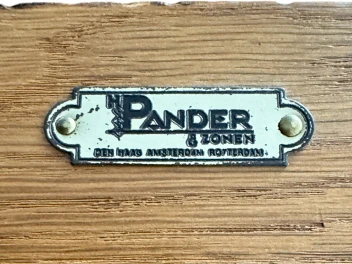 H PANDER
& ZONEN
DEN HAAG AMSTERDAM ROTTERDAM